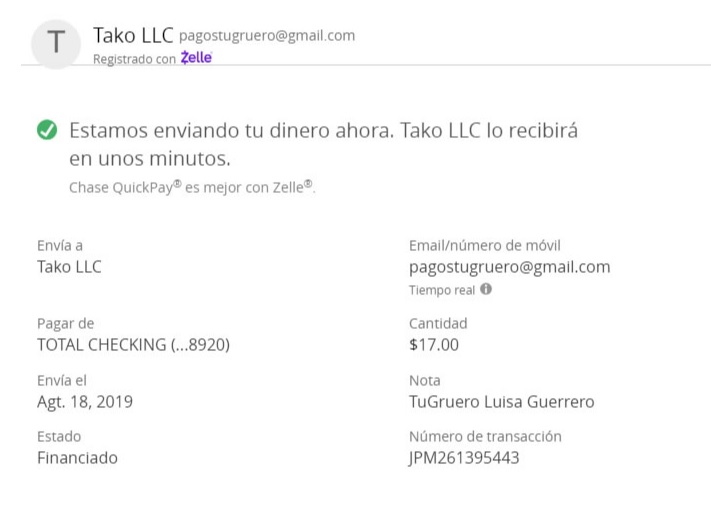 T
Tako LLC pagostugruero@gmail.com
Registrado con Zelle
Estamos enviando tu dinero ahora. Tako LLC lo recibirá
en unos minutos.
Chase QuickPay® es mejor con Zelle®.
Envía a
Tako LLC
Email/número de móvil
pagostugruero@gmail.com
Tiempo real
Pagar de
TOTAL CHECKING (...8920)
Cantidad
$17.00
Envía el
Agt. 18, 2019
Nota
TuGruero Luisa Guerrero
Estado
Financiado
Número de transacción
JPM261395443